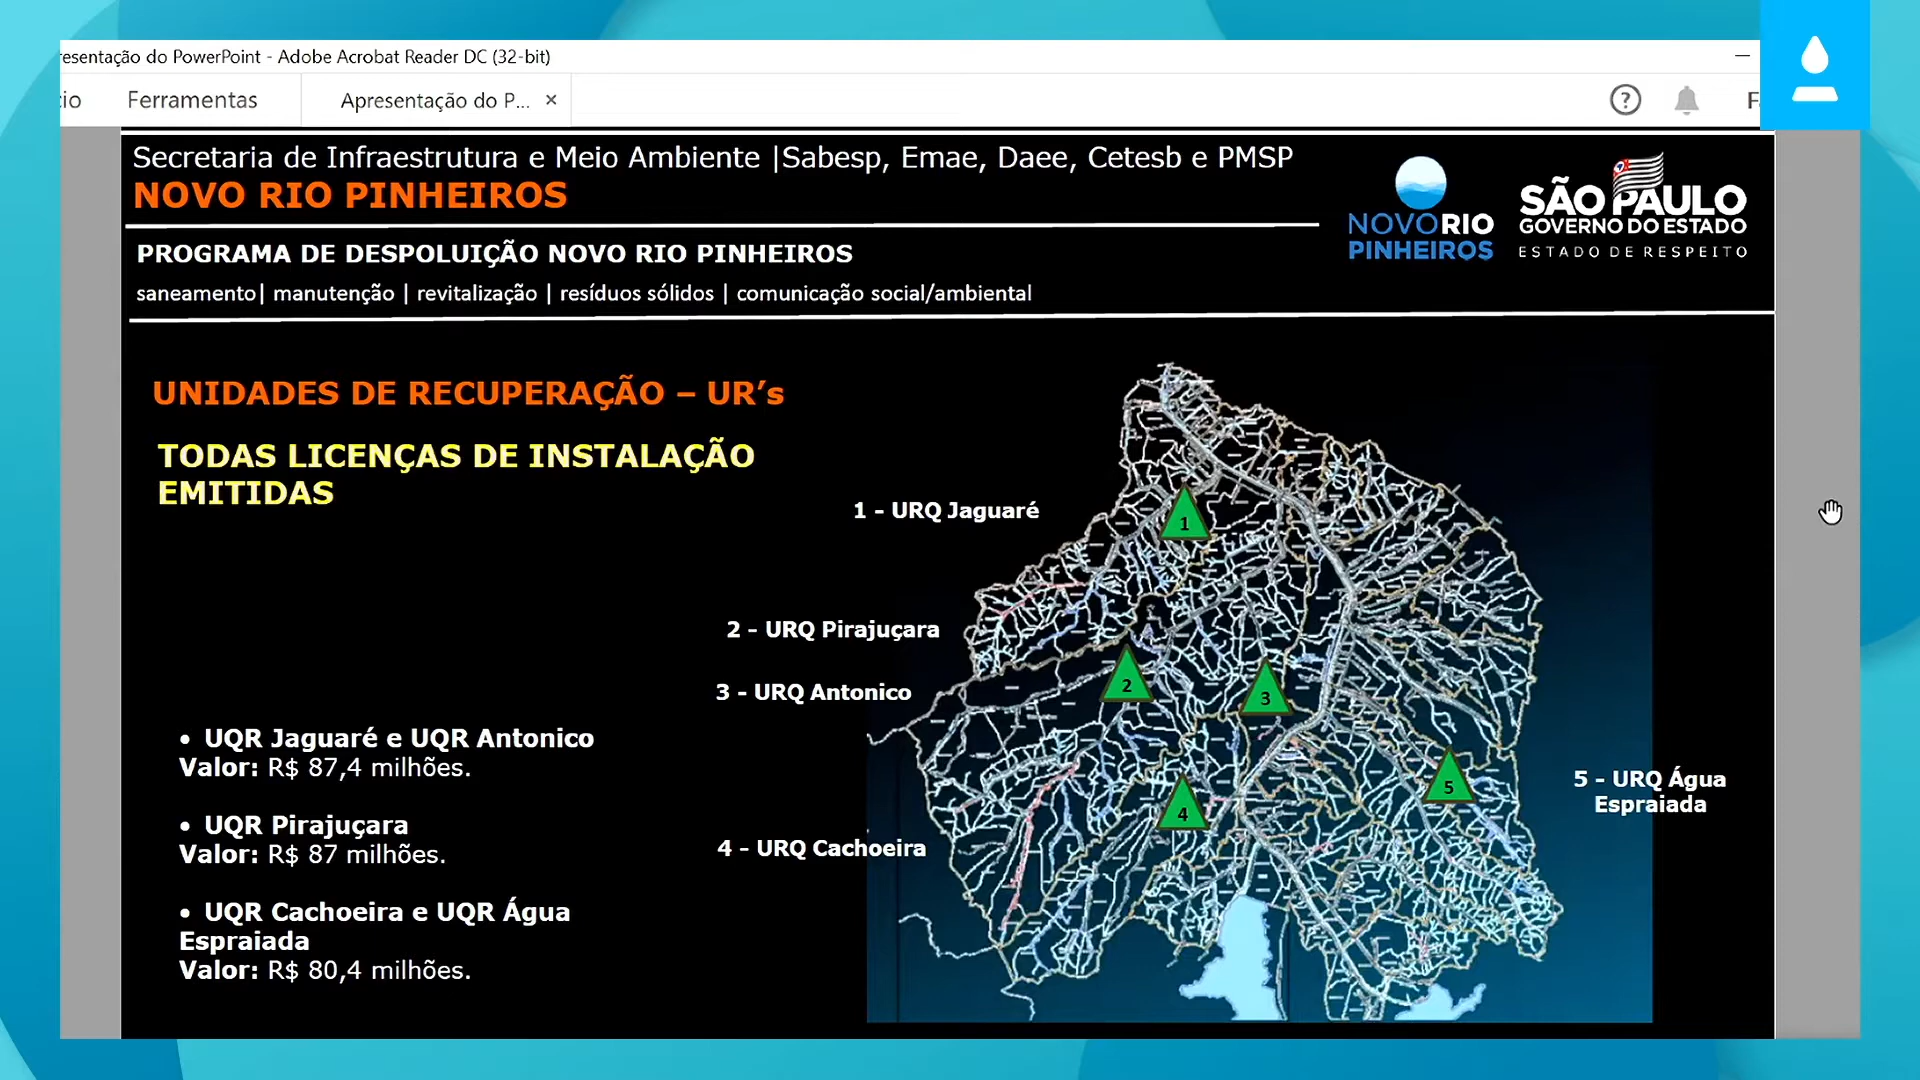 resentação do PowerPoint - Adobe Acrobat Reader DC (32-bit)
io Ferramentas Apresentação do P... ×
Secretaria de Infraestrutura e Meio Ambiente |Sabesp, Emae, Daee, Cetesb e PMSP
NOVO RIO PINHEIROS
NOVORIO
PINHEIROS
SÃO PAULO
GOVERNO DO ESTADO
ESTADO DE RESPEITO
PROGRAMA DE DESPOLUIÇÃO NOVO RIO PINHEIROS
saneamento| manutenção | revitalização | resíduos sólidos | comunicação social/ambiental
UNIDADES DE RECUPERAÇÃO – UR’s
TODAS LICENÇAS DE INSTALAÇÃO
EMITIDAS
1 - URQ Jaguaré
2 - URQ Pirajuçara
3 - URQ Antonico
4 - URQ Cachoeira
5 - URQ Água
Espraiada
1
2
3
4
5
• UQR Jaguaré e UQR Antonico
Valor: R$ 87,4 milhões.
• UQR Pirajuçara
Valor: R$ 87 milhões.
• UQR Cachoeira e UQR Água
Espraiada
Valor: R$ 80,4 milhões.